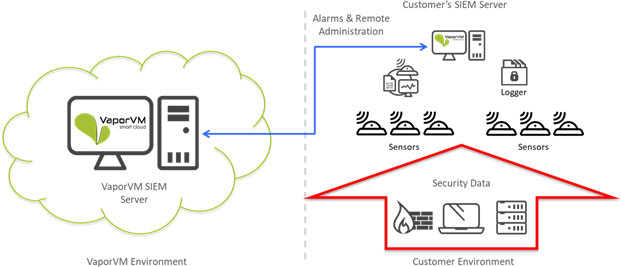 Customer's SIEM Server
Alarms & Remote
Administration
VaporVM
Logger
VaporVM
smart cloud
Sensors
Sensors
VaporVM SIEM
Server
Security Data
VaporVM Environment
Customer Environment